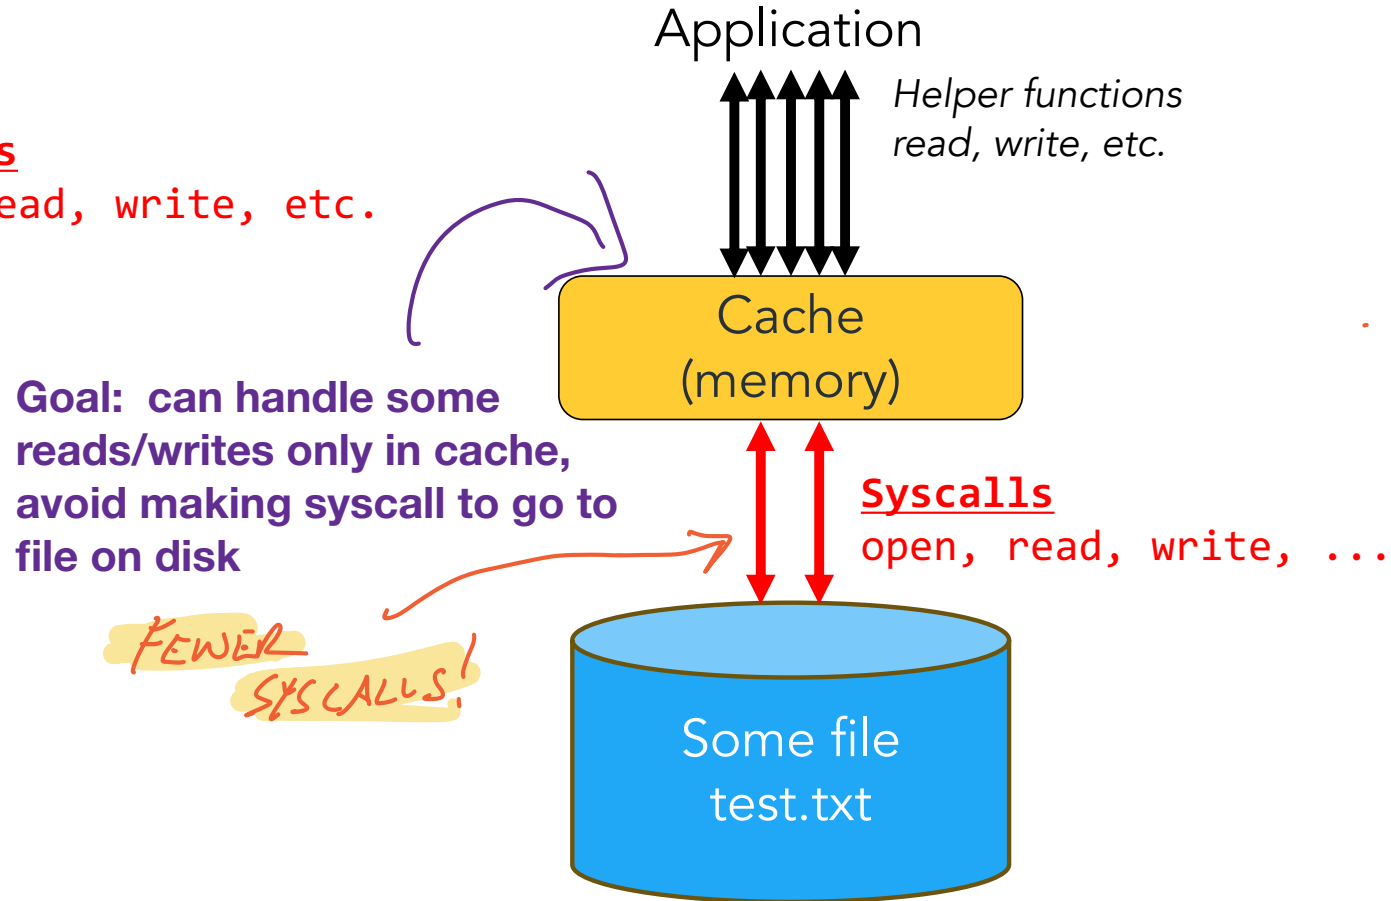 Application
Helper functions
read, write, etc.
s
ead, write, etc.
Cache
(memory)
Goal: can handle some
reads/writes only in cache,
avoid making syscall to go to
file on disk
Syscalls
open, read, write, ...
FEWER
SYSCALLS!
Some file
test.txt